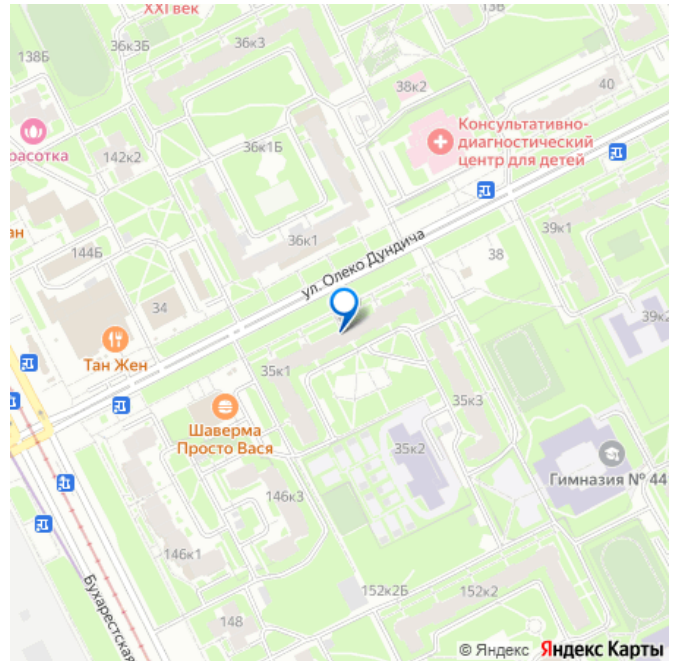 XXI век
36к3Б
36к3
138Б
38к2
40
Консультативно-
диагностический
центр для детей
36к1Б
142к2
39к1
36к1
ан
144Б
ул. Олеко Дундича
38
34
39к2
Тан Жен
35к1
35к3
Шаверма
Просто Вася
35к2
Гимназия № 44
146к3
146к1
152к2Б
152к2
Бухарестская
148
© Яндекс Яндекс Карты